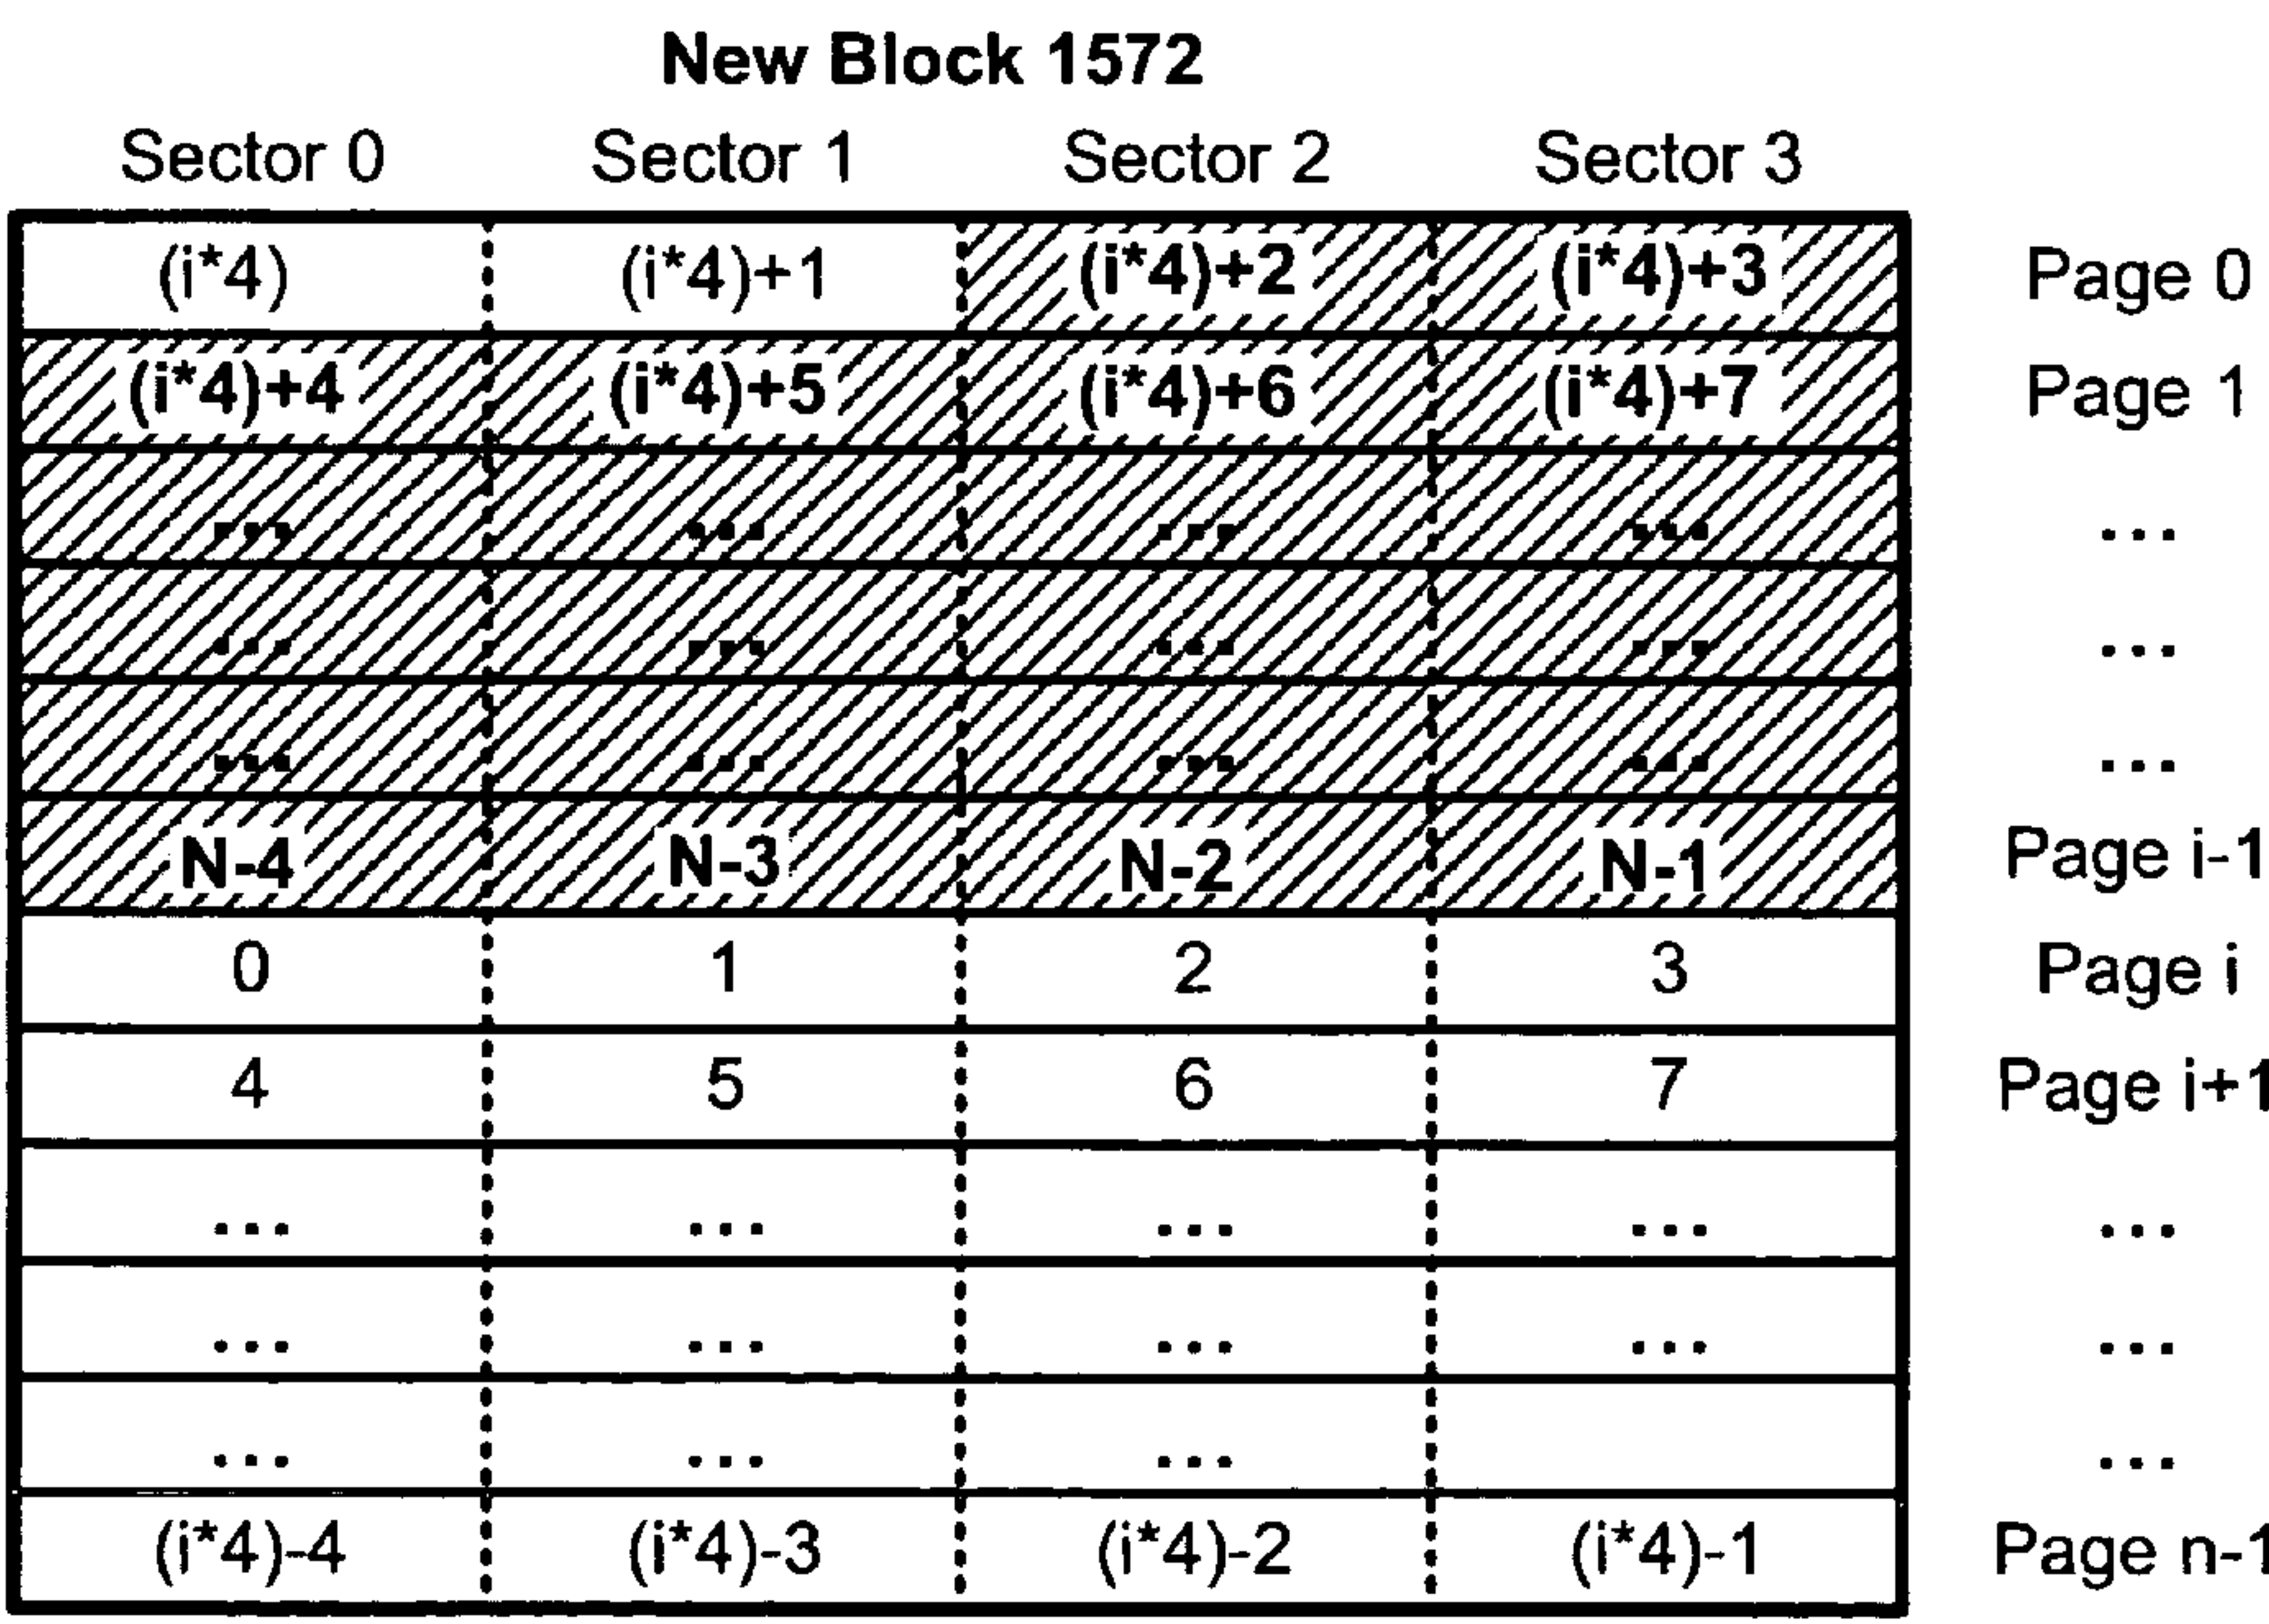 New Block 1572
Sector 0 Sector 1 Sector 2 Sector 3
(i*4) (i*4)+1 (i*4)+2 (i*4)+3 Page 0
(i*4)+4 (i*4)+5 (i*4)+6 (i*4)+7 Page 1
... ... ... ... ...
... ... ... ... ...
... ... ... ... ...
N-4 N-3 N-2 N-1 Page i-1
0 1 2 3 Page i
4 5 6 7 Page i+1
... ... ... ... ...
... ... ... ... ...
... ... ... ...
(i*4)-4 (i*4)-3 (i*4)-2 (i*4)-1 Page n-1